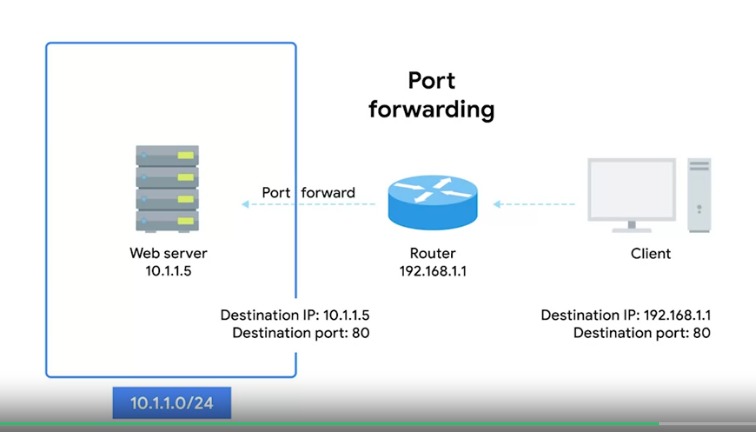 Port
forwarding
Port forward
Web server
10.1.1.5
Router
192.168.1.1
Client
Destination IP: 10.1.1.5
Destination port: 80
Destination IP: 192.168.1.1
Destination port: 80
10.1.1.0/24